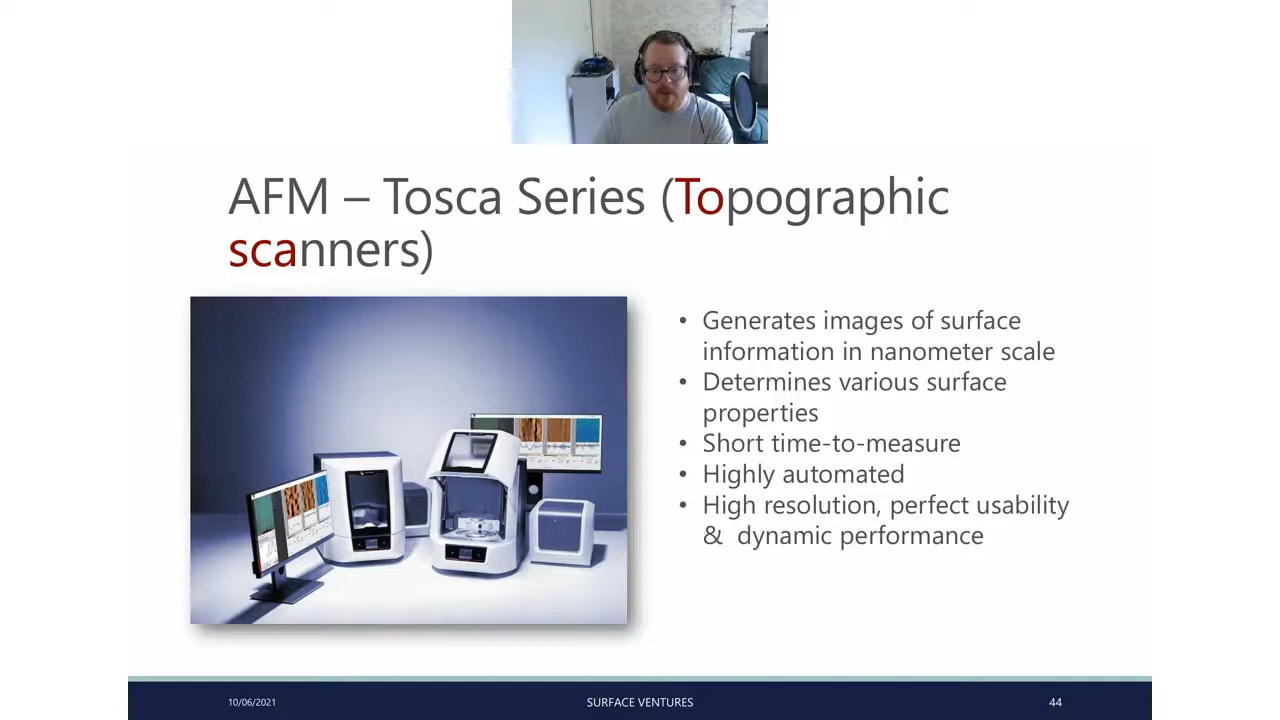 AFM – Tosca Series (Topographic
scanners)
• Generates images of surface
information in nanometer scale
• Determines various surface
properties
• Short time-to-measure
• Highly automated
• High resolution, perfect usability
&  dynamic performance
10/06/2021
SURFACE VENTURES
44